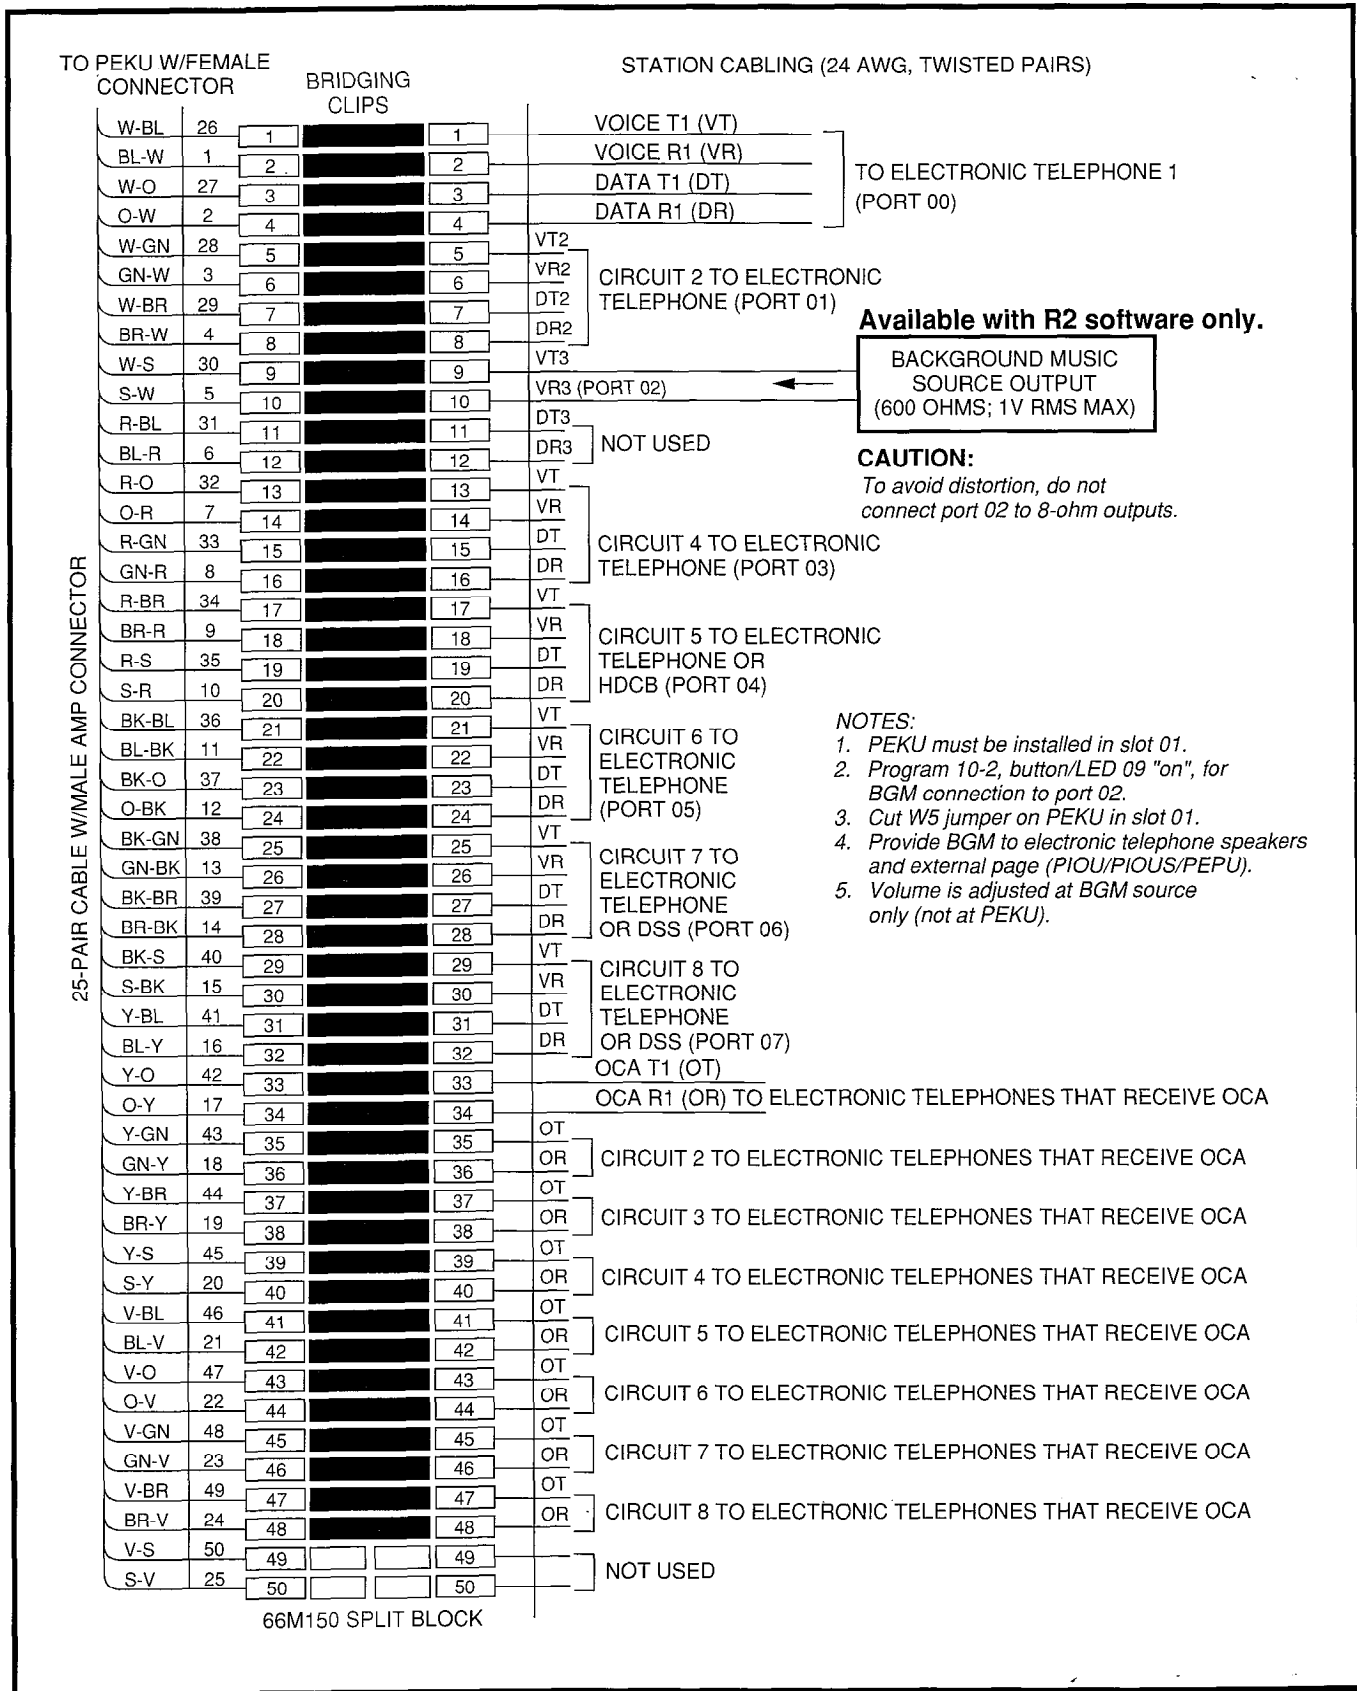 TO PEKU W/FEMALE
CONNECTOR
BRIDGING
CLIPS
STATION CABLING (24 AWG, TWISTED PAIRS)
25-PAIR CABLE W/MALE AMP CONNECTOR
W-BL 26 1 1 VOICE T1 (VT)
BL-W 1 2 2 VOICE R1 (VR)
W-O 27 3 3 DATA T1 (DT)
O-W 2 4 4 DATA R1 (DR)
TO ELECTRONIC TELEPHONE 1
(PORT 00)
W-GN 28 5 5 VT2
GN-W 3 6 6 VR2
W-BR 29 7 7 DT2
BR-W 4 8 8 DR2
CIRCUIT 2 TO ELECTRONIC
TELEPHONE (PORT 01)
W-S 30 9 9 VT3
S-W 5 10 10 VR3 (PORT 02)
Available with R2 software only.
BACKGROUND MUSIC
SOURCE OUTPUT
(600 OHMS; 1V RMS MAX)
R-BL 31 11 11 DT3
BL-R 6 12 12 DR3
NOT USED
CAUTION:
To avoid distortion, do not
connect port 02 to 8-ohm outputs.
R-O 32 13 13 VT
O-R 7 14 14 VR
R-GN 33 15 15 DT
GN-R 8 16 16 DR
CIRCUIT 4 TO ELECTRONIC
TELEPHONE (PORT 03)
R-BR 34 17 17 VT
BR-R 9 18 18 VR
R-S 35 19 19 DT
S-R 10 20 20 DR
CIRCUIT 5 TO ELECTRONIC
TELEPHONE OR
HDCB (PORT 04)
BK-BL 36 21 21 VT
BL-BK 11 22 22 VR
BK-O 37 23 23 DT
O-BK 12 24 24 DR
CIRCUIT 6 TO
ELECTRONIC
TELEPHONE
(PORT 05)
NOTES:
1. PEKU must be installed in slot 01.
2. Program 10-2, button/LED 09 "on", for
BGM connection to port 02.
3. Cut W5 jumper on PEKU in slot 01.
4. Provide BGM to electronic telephone speakers
and external page (PIOU/PIOUS/PEPU).
5. Volume is adjusted at BGM source
only (not at PEKU).
BK-GN 38 25 25 VT
GN-BK 13 26 26 VR
BK-BR 39 27 27 DT
BR-BK 14 28 28 DR
CIRCUIT 7 TO
ELECTRONIC
TELEPHONE
OR DSS (PORT 06)
BK-S 40 29 29 VT
S-BK 15 30 30 VR
Y-BL 41 31 31 DT
BL-Y 16 32 32 DR
CIRCUIT 8 TO
ELECTRONIC
TELEPHONE
OR DSS (PORT 07)
Y-O 42 33 33 OCA T1 (OT)
O-Y 17 34 34 OCA R1 (OR) TO ELECTRONIC TELEPHONES THAT RECEIVE OCA
Y-GN 43 35 35 OT
GN-Y 18 36 36 OR
CIRCUIT 2 TO ELECTRONIC TELEPHONES THAT RECEIVE OCA
Y-BR 44 37 37 OT
BR-Y 19 38 38 OR
CIRCUIT 3 TO ELECTRONIC TELEPHONES THAT RECEIVE OCA
Y-S 45 39 39 OT
S-Y 20 40 40 OR
CIRCUIT 4 TO ELECTRONIC TELEPHONES THAT RECEIVE OCA
V-BL 46 41 41 OT
BL-V 21 42 42 OR
CIRCUIT 5 TO ELECTRONIC TELEPHONES THAT RECEIVE OCA
V-O 47 43 43 OT
O-V 22 44 44 OR
CIRCUIT 6 TO ELECTRONIC TELEPHONES THAT RECEIVE OCA
V-GN 48 45 45 OT
GN-V 23 46 46 OR
CIRCUIT 7 TO ELECTRONIC TELEPHONES THAT RECEIVE OCA
V-BR 49 47 47 OT
BR-V 24 48 48 OR
CIRCUIT 8 TO ELECTRONIC TELEPHONES THAT RECEIVE OCA
V-S 50 49 49
S-V 25 50 50
NOT USED
66M150 SPLIT BLOCK